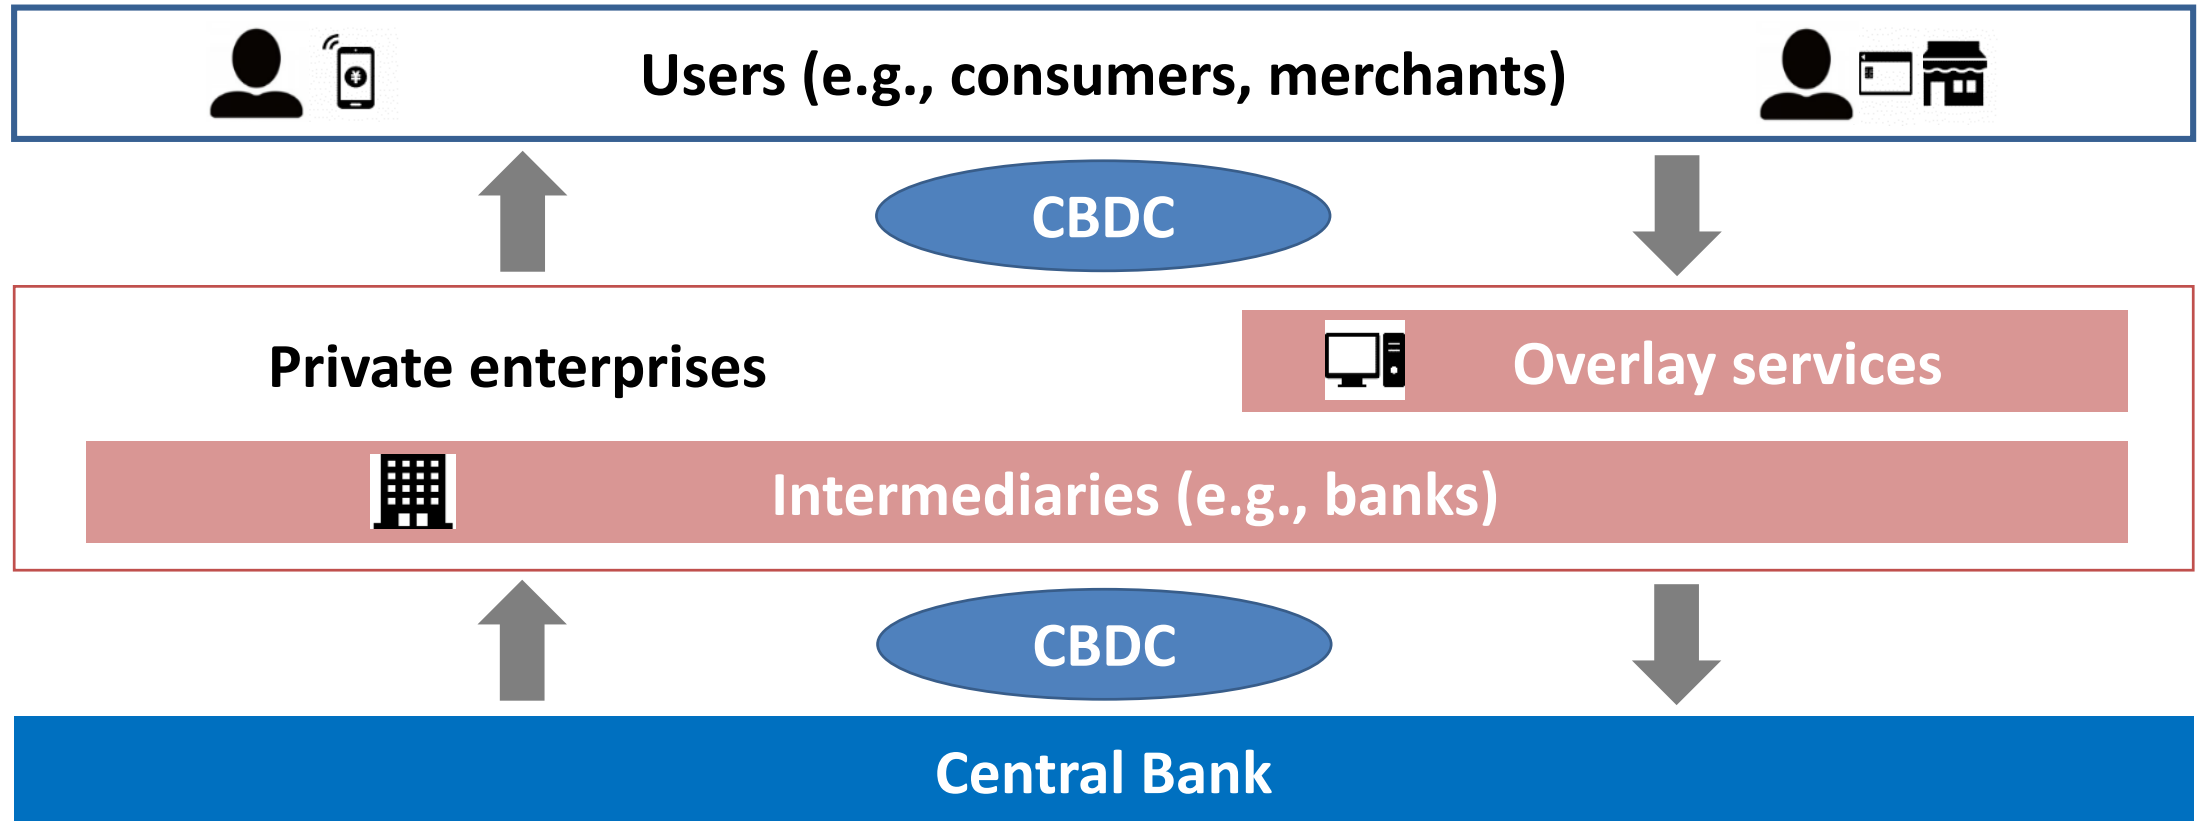 Users (e.g., consumers, merchants)
¥
CBDC
Private enterprises
Overlay services
Intermediaries (e.g., banks)
CBDC
Central Bank